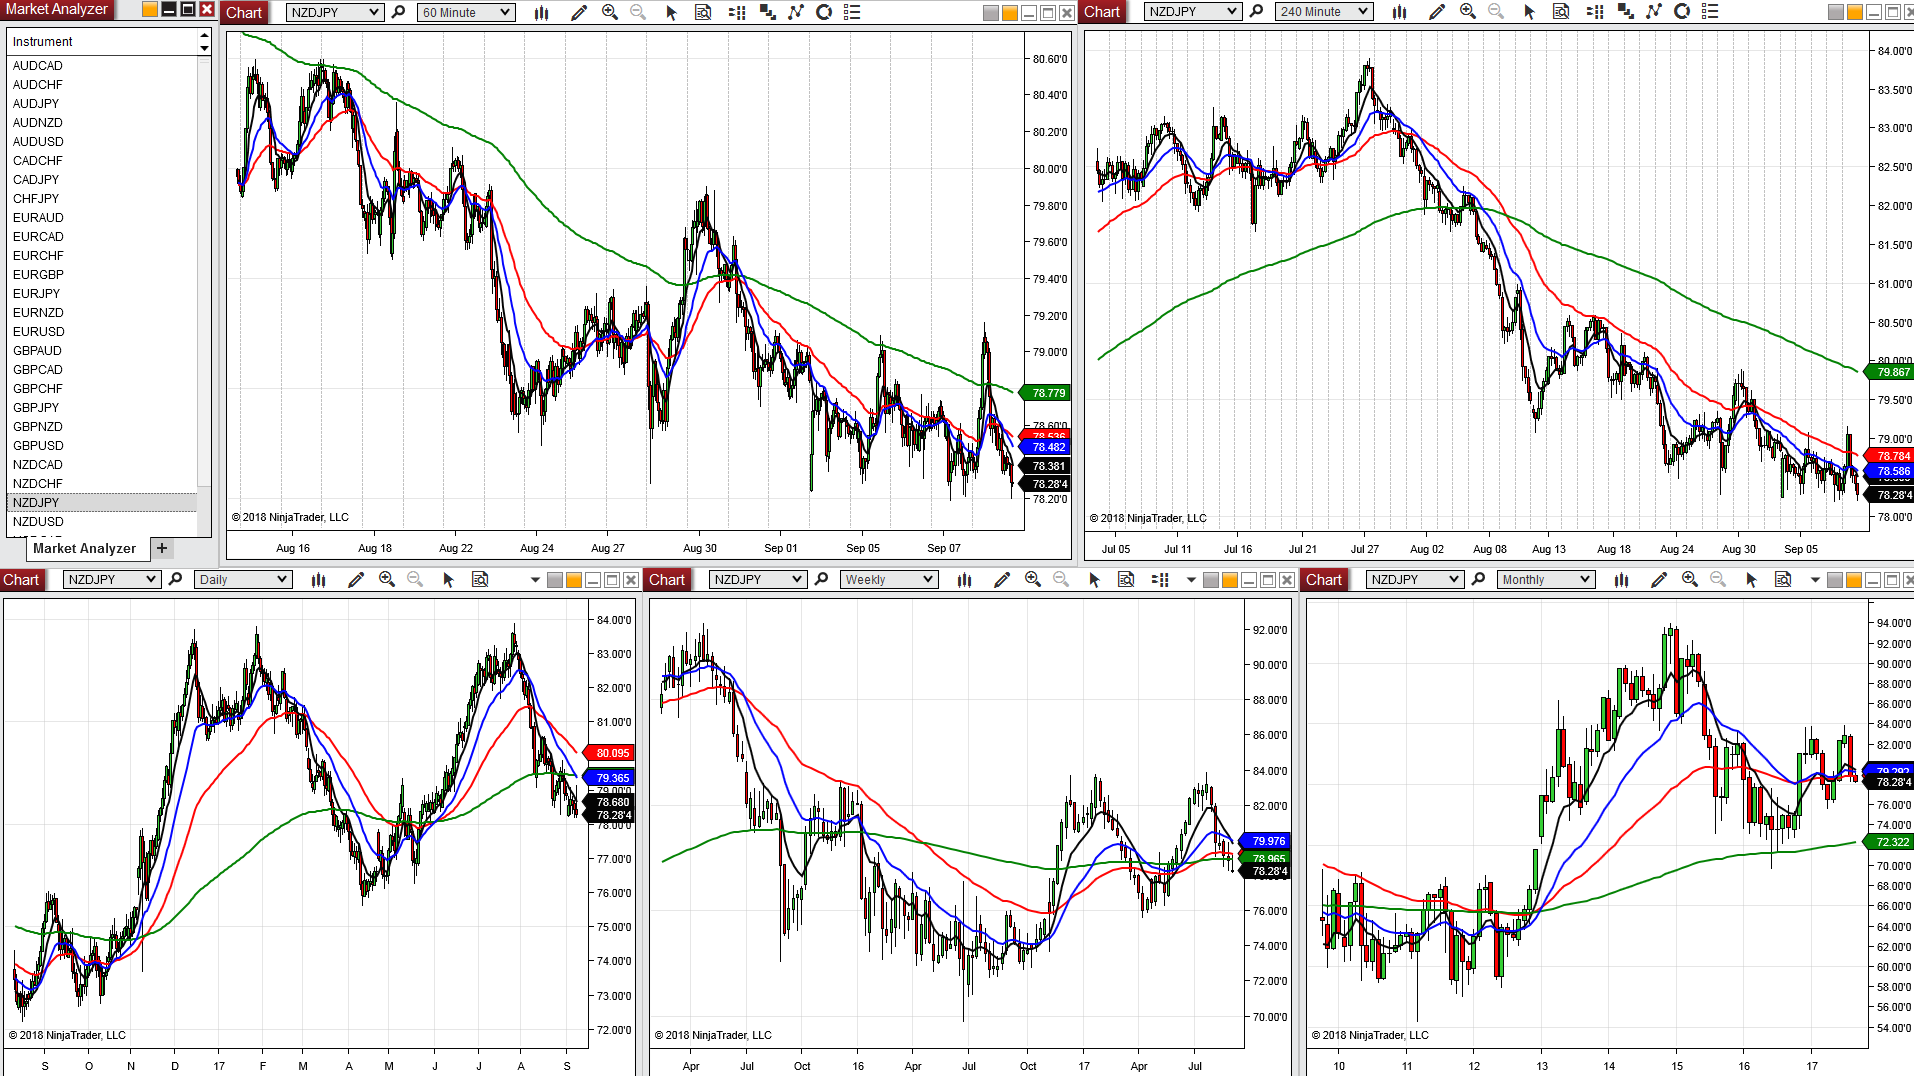 Market Analyzer
Instrument
AUDCAD
AUDCHF
AUDJPY
AUDNZD
AUDUSD
CADCHF
CADJPY
CHFJPY
EURAUD
EURCAD
EURCHF
EURGBP
EURJPY
EURNZD
EURUSD
GBPAUD
GBPCAD
GBPCHF
GBPJPY
GBPNZD
GBPUSD
NZDCAD
NZDCHF
NZDJPY
NZDUSD
Market Analyzer +
Chart NZDJPY 60 Minute
80.60'0
80.40'0
80.20'0
80.00'0
79.80'0
79.60'0
79.40'0
79.20'0
79.00'0
78.779
78.60'0
78.536
78.482
78.381
78.28'4
78.20'0
© 2018 NinjaTrader, LLC
Aug 16 Aug 18 Aug 22 Aug 24 Aug 27 Aug 30 Sep 01 Sep 05 Sep 07
Chart NZDJPY 240 Minute
84.00'0
83.50'0
83.00'0
82.50'0
82.00'0
81.50'0
81.00'0
80.50'0
80.00'0
79.867
79.50'0
79.00'0
78.784
78.586
78.28'4
78.00'0
© 2018 NinjaTrader, LLC
Jul 05 Jul 11 Jul 16 Jul 21 Jul 27 Aug 02 Aug 08 Aug 13 Aug 18 Aug 24 Aug 30 Sep 05
Chart NZDJPY Daily
84.00'0
83.00'0
82.00'0
81.00'0
80.095
79.365
79.00'0
78.680
78.28'4
78.00'0
77.00'0
76.00'0
75.00'0
74.00'0
73.00'0
72.00'0
© 2018 NinjaTrader, LLC
S O N D 17 F M A M J J A S
Chart NZDJPY Weekly
92.00'0
90.00'0
88.00'0
86.00'0
84.00'0
82.00'0
79.976
78.965
78.28'4
76.00'0
74.00'0
72.00'0
70.00'0
© 2018 NinjaTrader, LLC
Apr Jul Oct 16 Apr Jul Oct 17 Apr Jul
Chart NZDJPY Monthly
94.00'0
92.00'0
90.00'0
88.00'0
86.00'0
84.00'0
82.00'0
79.292
78.28'4
76.00'0
74.00'0
72.322
70.00'0
68.00'0
66.00'0
64.00'0
62.00'0
60.00'0
58.00'0
56.00'0
54.00'0
© 2018 NinjaTrader, LLC
10 11 12 13 14 15 16 17